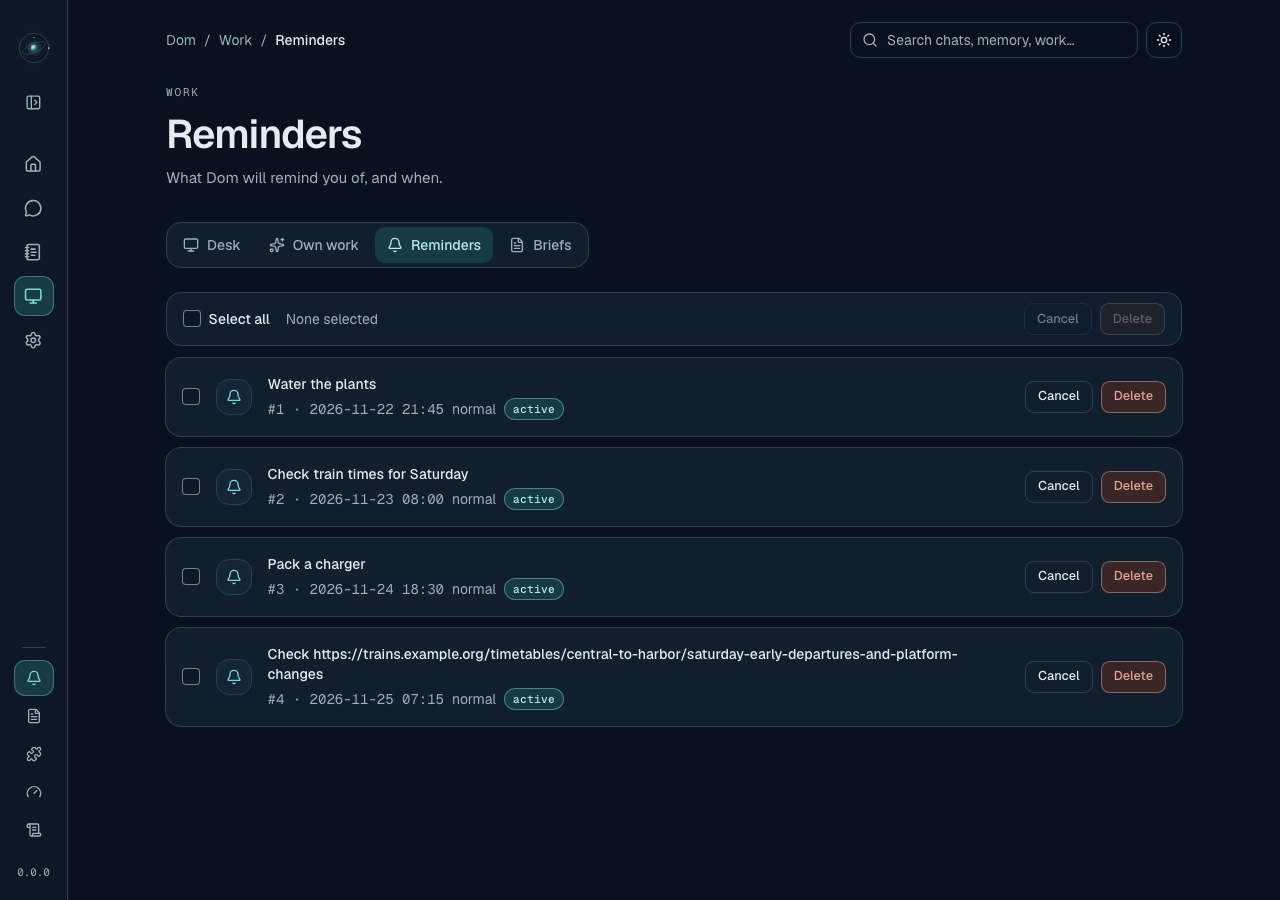 Dom / Work / Reminders
Search chats, memory, work…
WORK
Reminders
What Dom will remind you of, and when.
Desk
Own work
Reminders
Briefs
Select all
None selected
Cancel
Delete
Water the plants
#1 · 2026-11-22 21:45 normal active
Cancel
Delete
Check train times for Saturday
#2 · 2026-11-23 08:00 normal active
Cancel
Delete
Pack a charger
#3 · 2026-11-24 18:30 normal active
Cancel
Delete
Check https://trains.example.org/timetables/central-to-harbor/saturday-early-departures-and-platform-
changes
#4 · 2026-11-25 07:15 normal active
Cancel
Delete
0.0.0